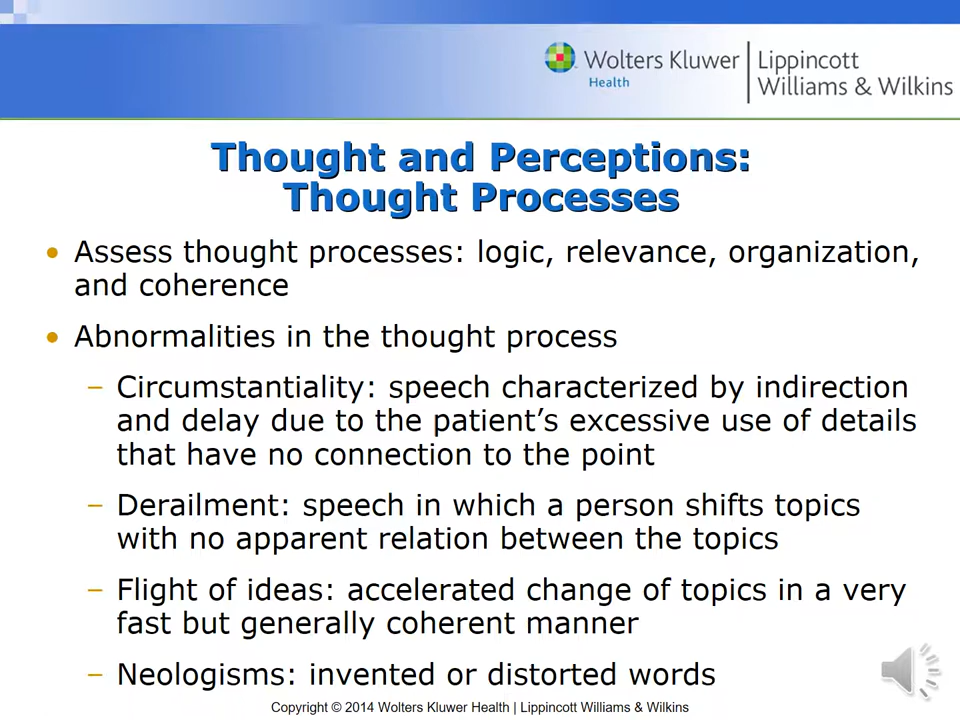 Wolters Kluwer
Health
Lippincott
Williams & Wilkins
Thought and Perceptions:
Thought Processes
• Assess thought processes: logic, relevance, organization,
and coherence
• Abnormalities in the thought process
– Circumstantiality: speech characterized by indirection
and delay due to the patient’s excessive use of details
that have no connection to the point
– Derailment: speech in which a person shifts topics
with no apparent relation between the topics
– Flight of ideas: accelerated change of topics in a very
fast but generally coherent manner
– Neologisms: invented or distorted words
Copyright © 2014 Wolters Kluwer Health | Lippincott Williams & Wilkins